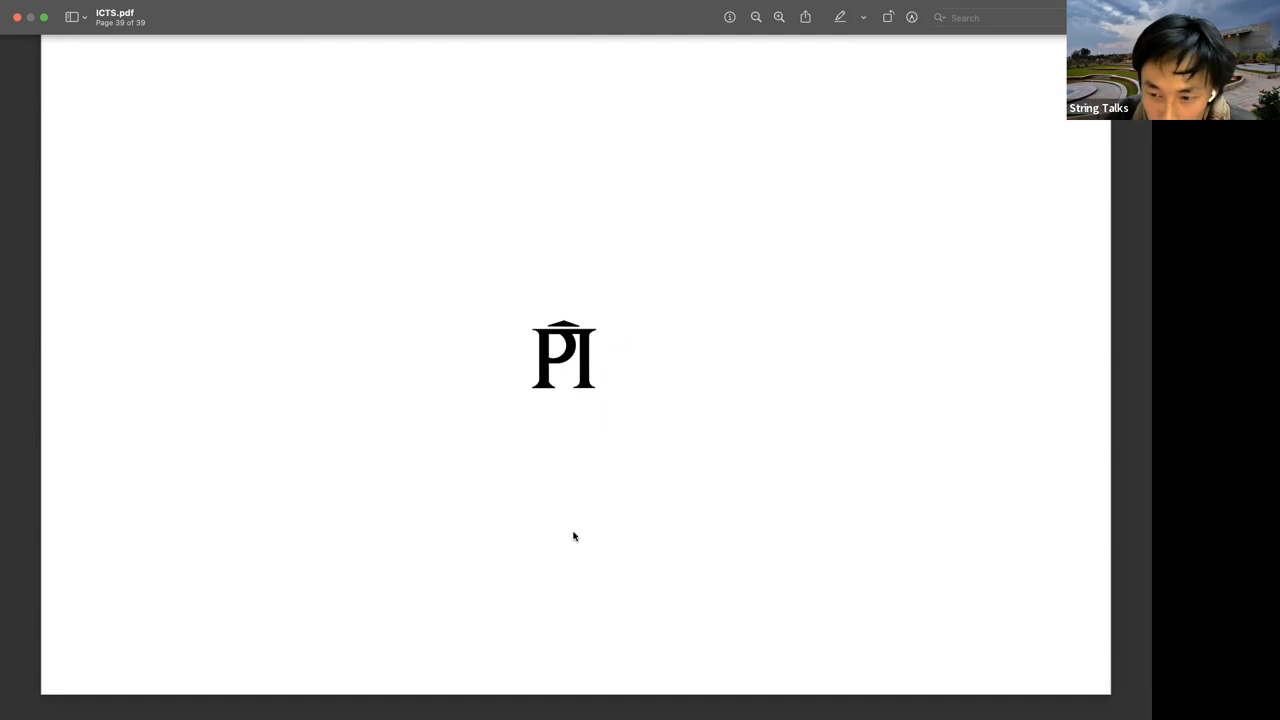 ICTS.pdf
Page 39 of 39
Search
String Talks
PI